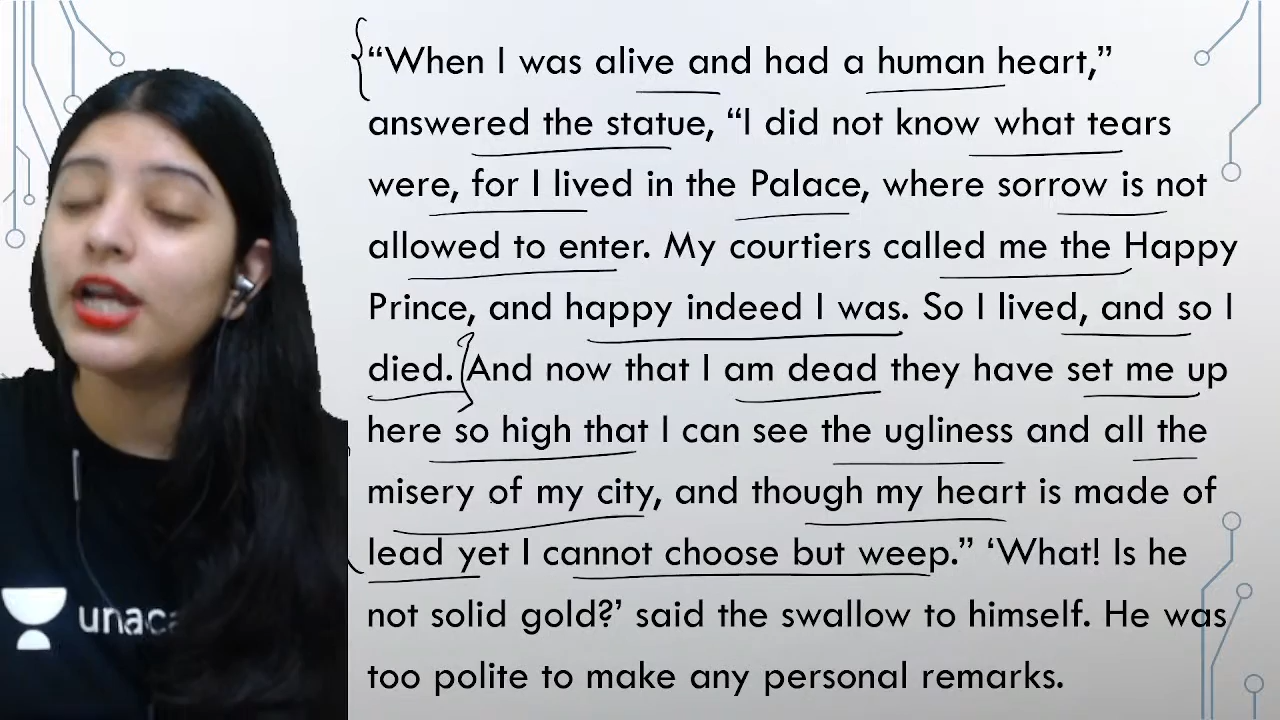 “When I was alive and had a human heart,”
answered the statue, “I did not know what tears
were, for I lived in the Palace, where sorrow is not
allowed to enter. My courtiers called me the Happy
Prince, and happy indeed I was. So I lived, and so I
died. And now that I am dead they have set me up
here so high that I can see the ugliness and all the
misery of my city, and though my heart is made of
lead yet I cannot choose but weep.” ‘What! Is he
not solid gold?’ said the swallow to himself. He was
too polite to make any personal remarks.